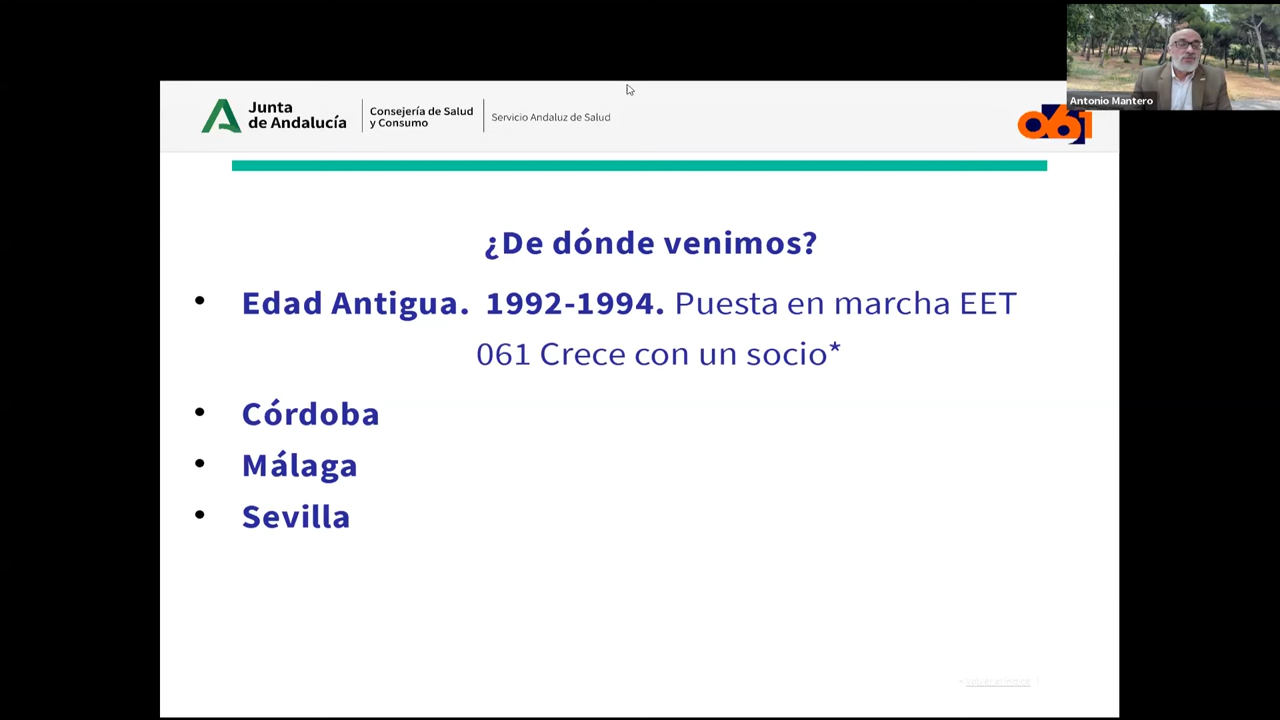 Antonio Mantero
Junta
de Andalucía
Consejería de Salud
y Consumo
Servicio Andaluz de Salud
061
¿De dónde venimos?
• Edad Antigua. 1992-1994. Puesta en marcha EET
061 Crece con un socio*
• Córdoba
• Málaga
• Sevilla